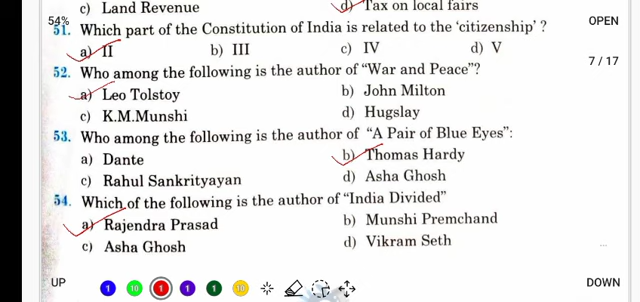 c) Land Revenue d) Tax on local fairs
54% OPEN
51. Which part of the Constitution of India is related to the 'citizenship' ?
a) II b) III c) IV d) V
7 / 17
52. Who among the following is the author of "War and Peace"?
a) Leo Tolstoy b) John Milton
c) K.M.Munshi d) Hugslay
53. Who among the following is the author of "A Pair of Blue Eyes":
a) Dante b) Thomas Hardy
c) Rahul Sankrityayan d) Asha Ghosh
54. Which of the following is the author of "India Divided"
a) Rajendra Prasad b) Munshi Premchand
c) Asha Ghosh d) Vikram Seth
...
UP 1 10 1 1 1 10 DOWN